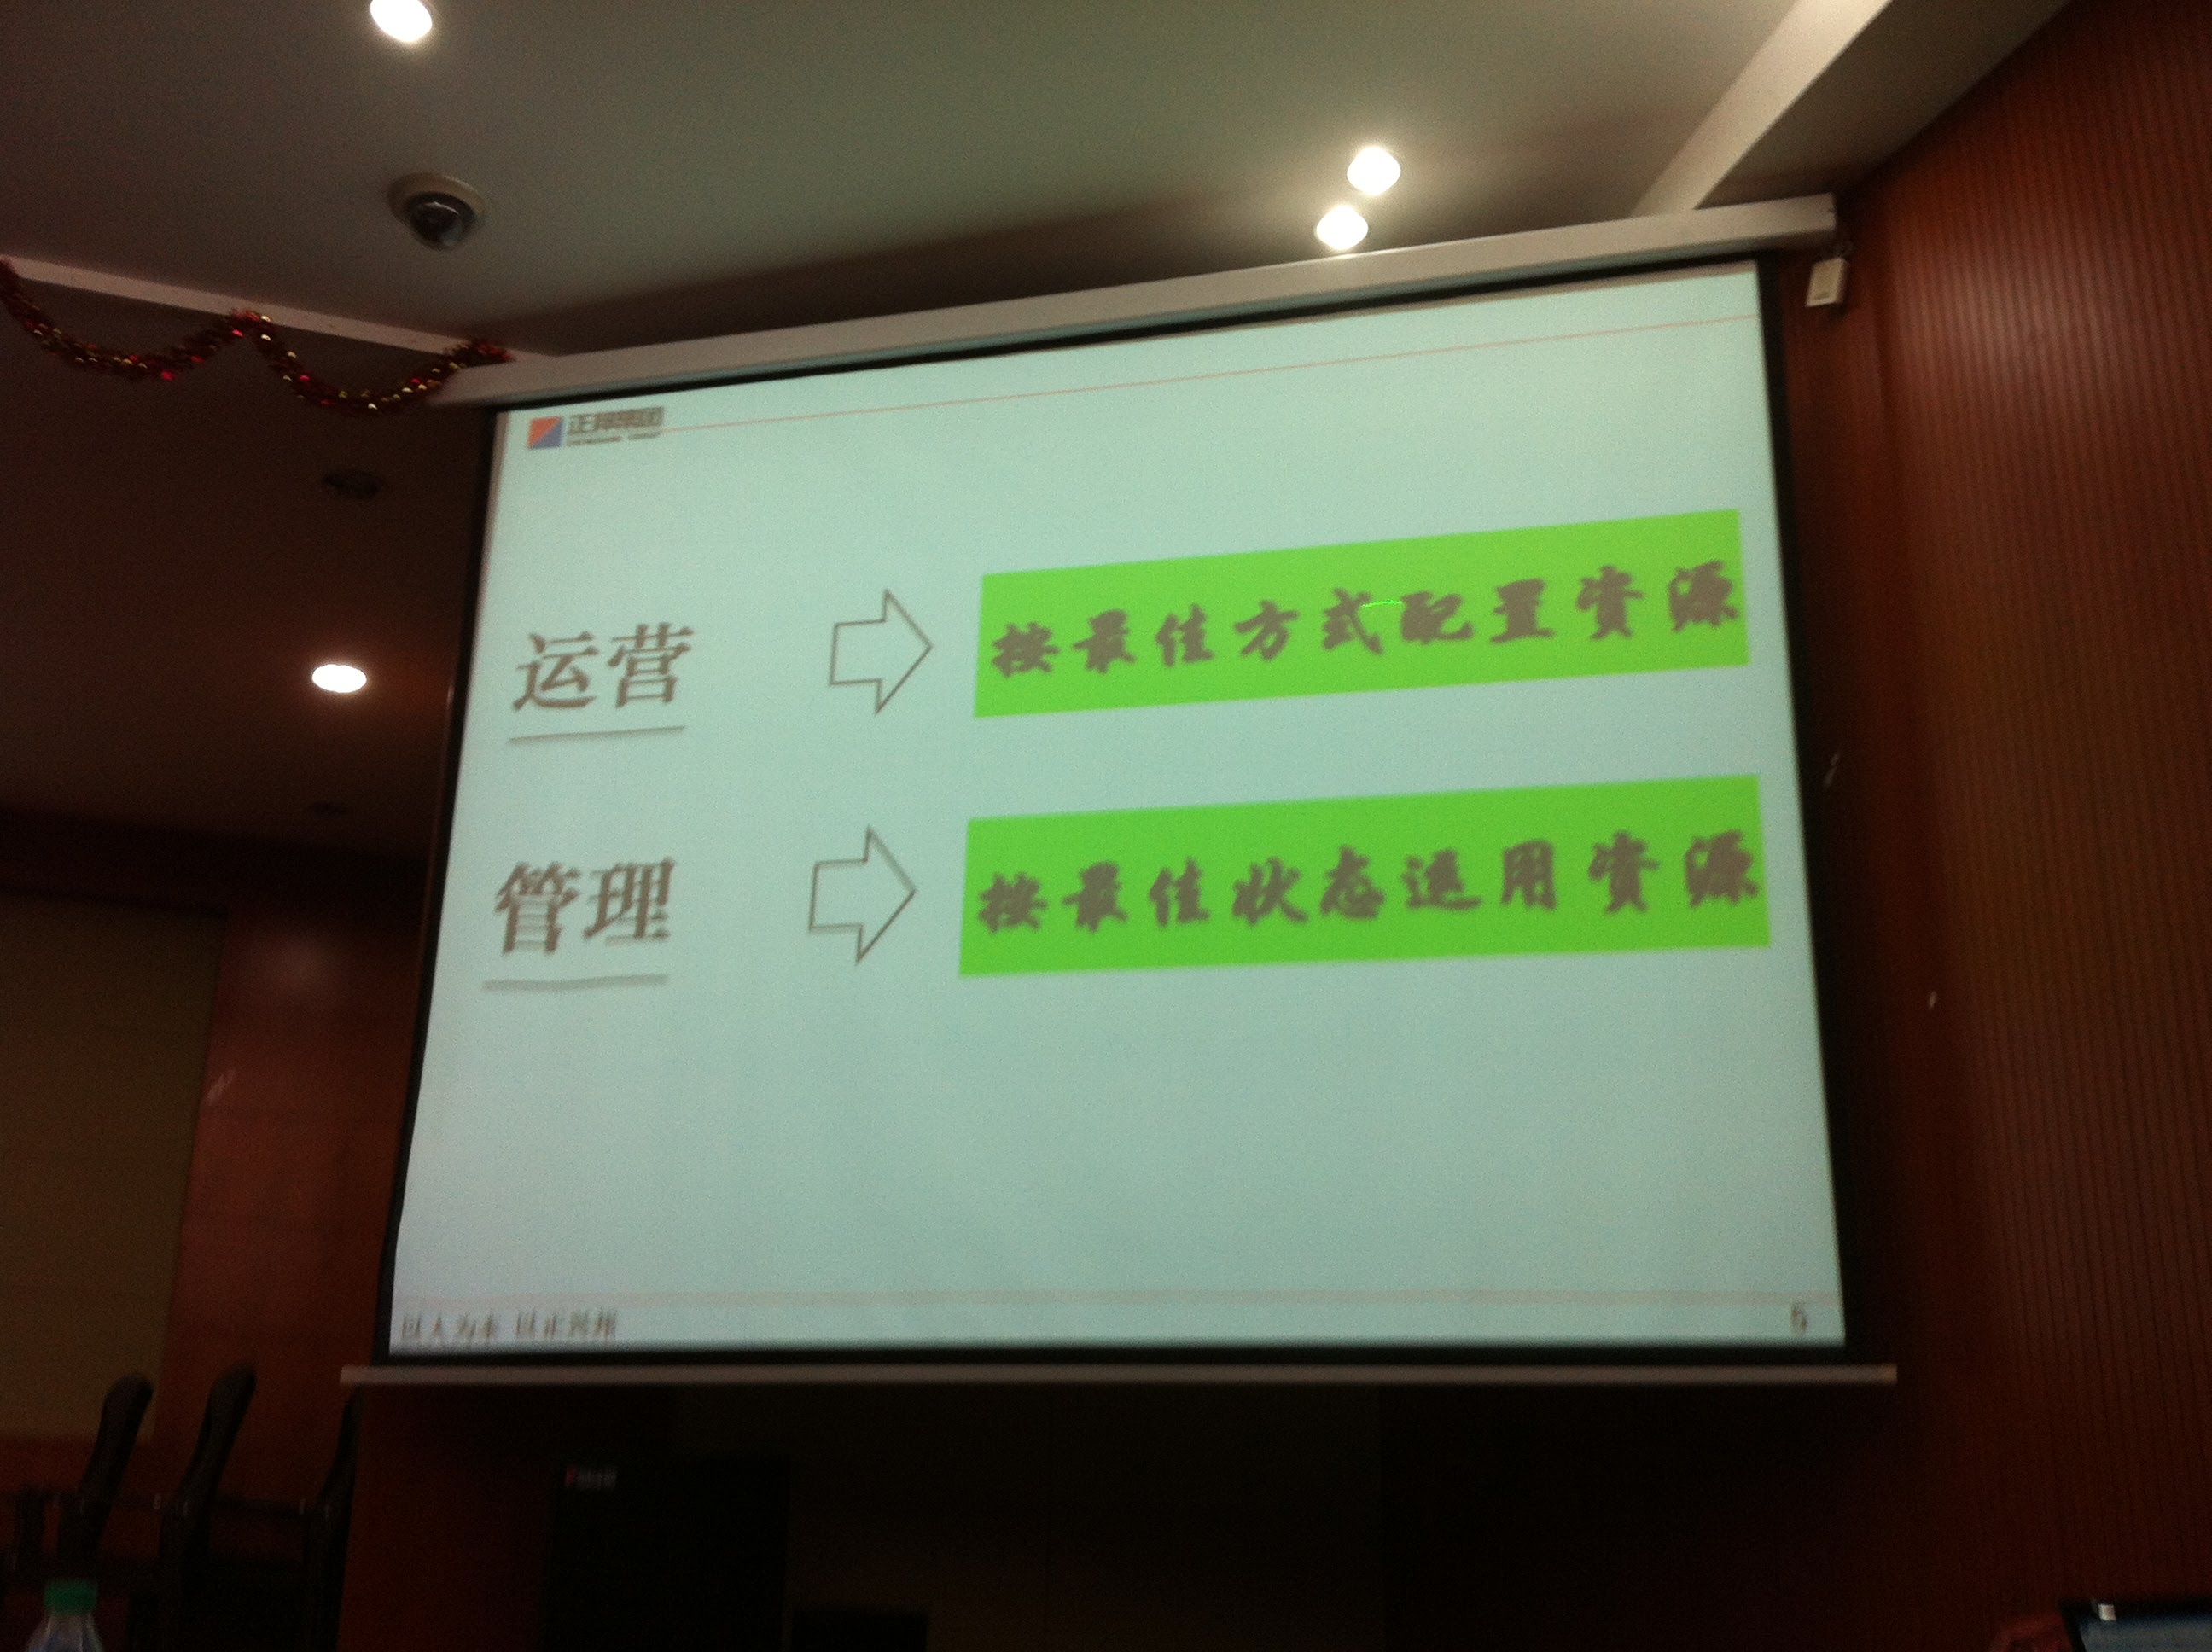 正邦集团
运营
按最佳方式配置资源
管理
按最佳状态运用资源
以人为本 以正兴邦